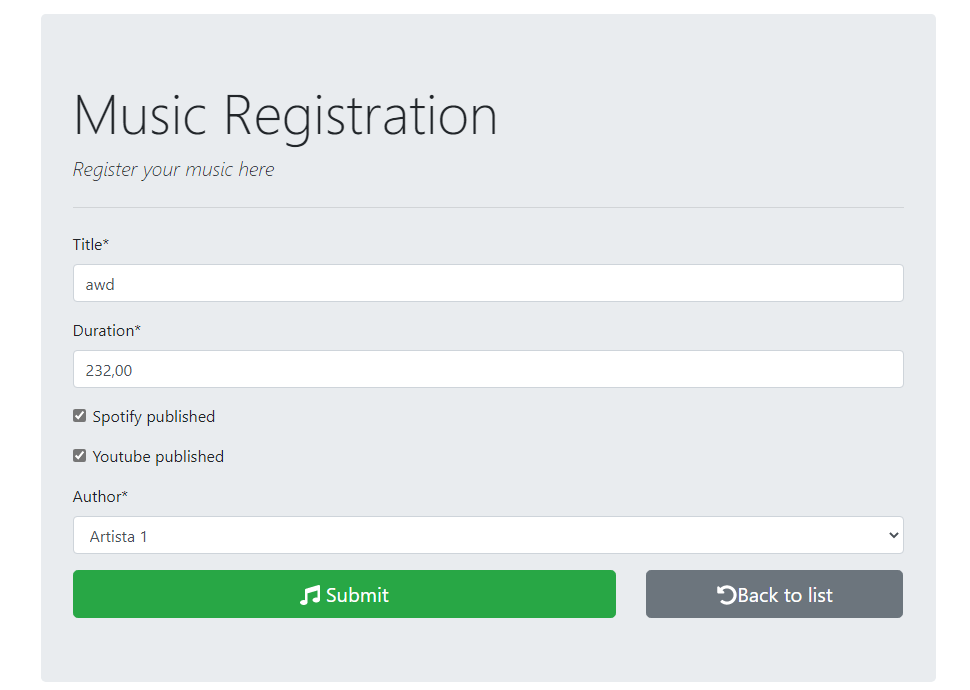 Music Registration
Register your music here
Title*
awd
Duration*
232,00
Spotify published
Youtube published
Author*
Artista 1
Submit
Back to list